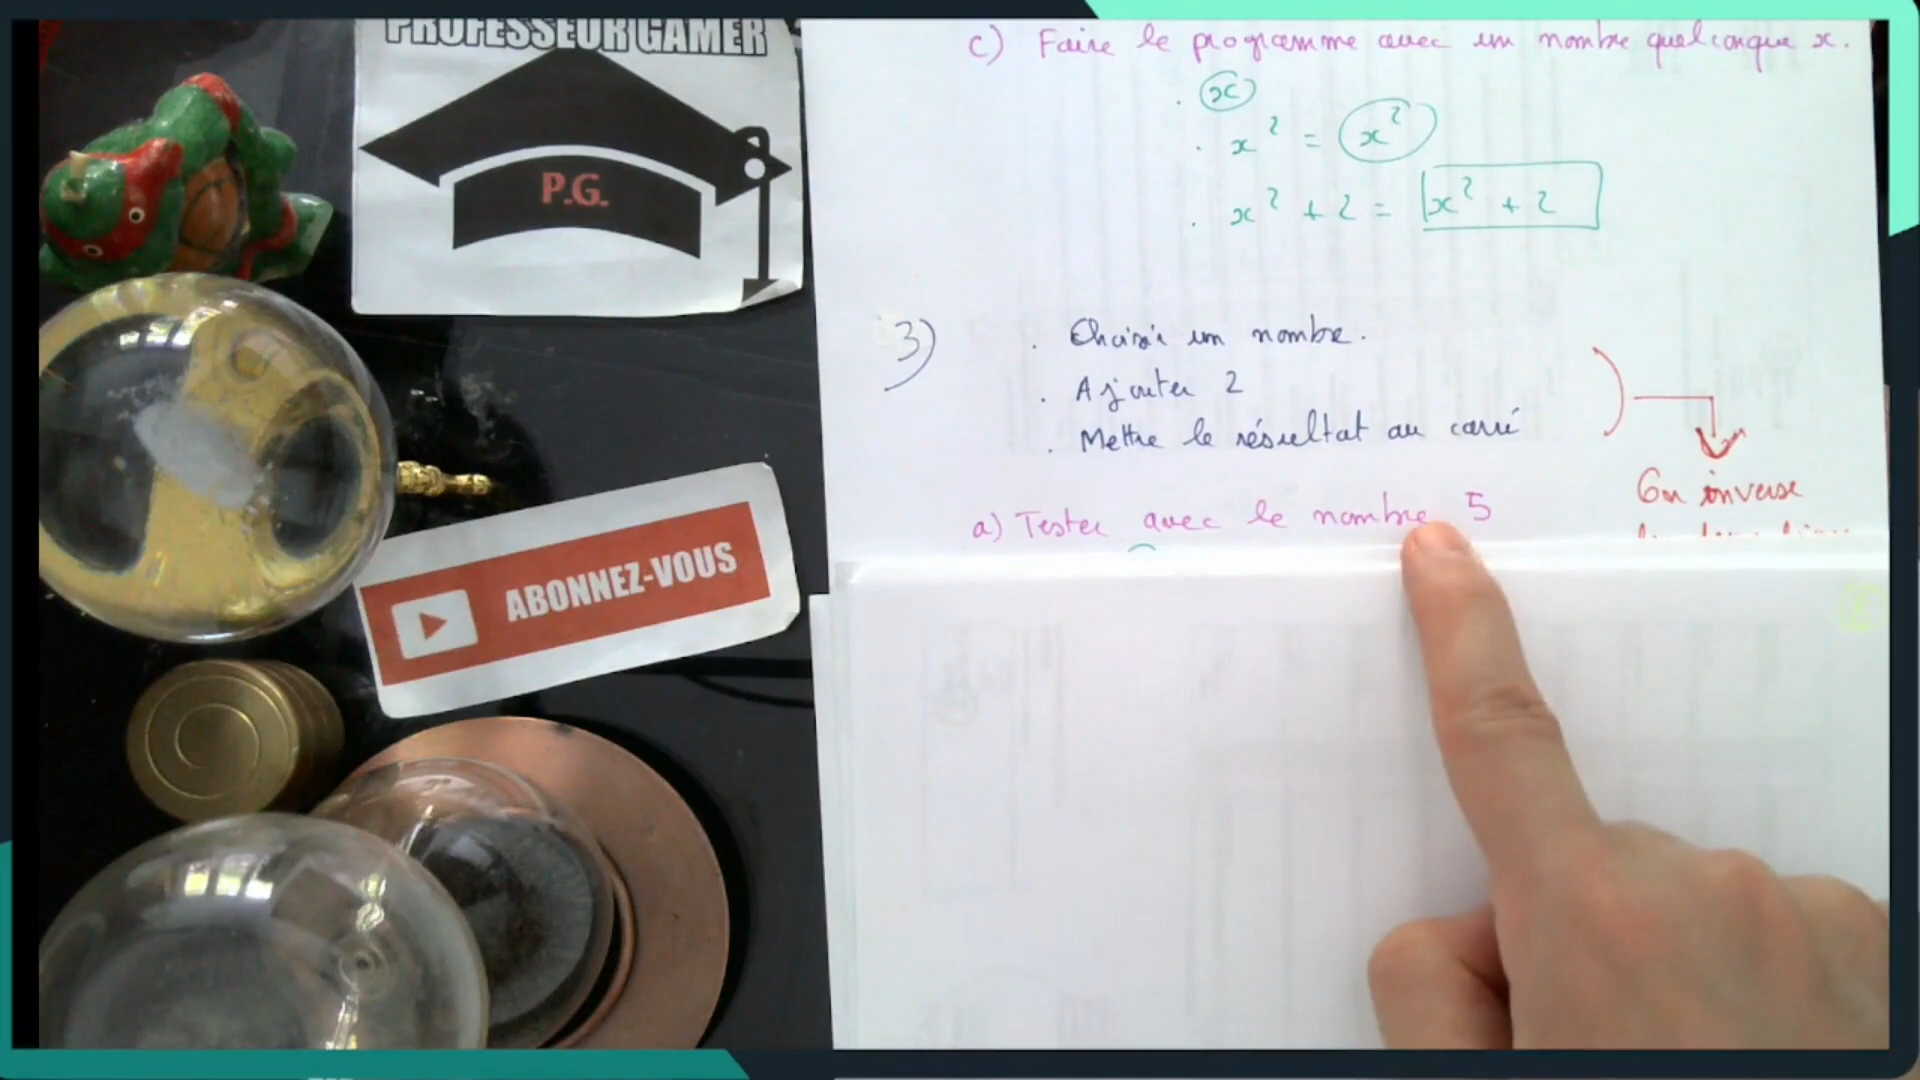 PROFESSEUR GAMER
P.G.
ABONNEZ-VOUS
c) Faire le programme avec un nombre quelconque x.
. x
. x² = x²
. x² + 2 = x² + 2
3)
. Choisir un nombre.
. Ajouter 2
. Mettre le résultat au carré
On inverse
a) Tester avec le nombre 5